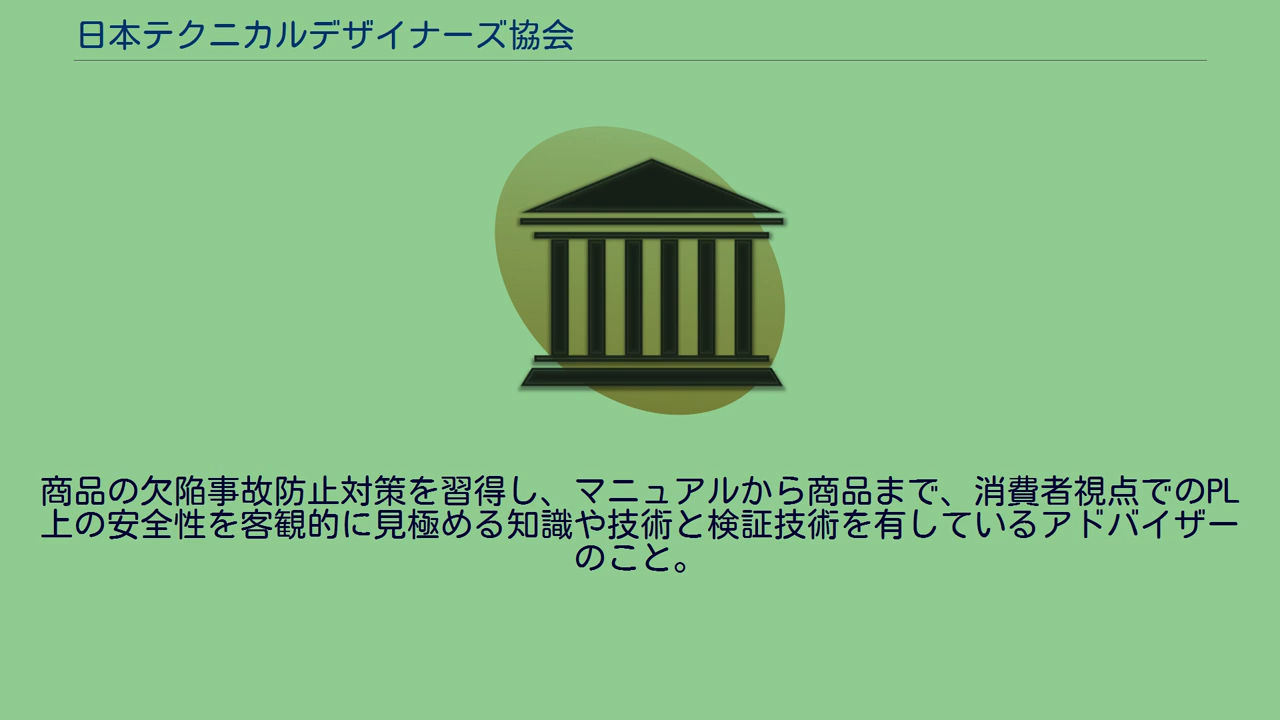 日本テクニカルデザイナーズ協会
商品の欠陥事故防止対策を習得し、マニュアルから商品まで、消費者視点でのPL
上の安全性を客観的に見極める知識や技術と検証技術を有しているアドバイザー
のこと。